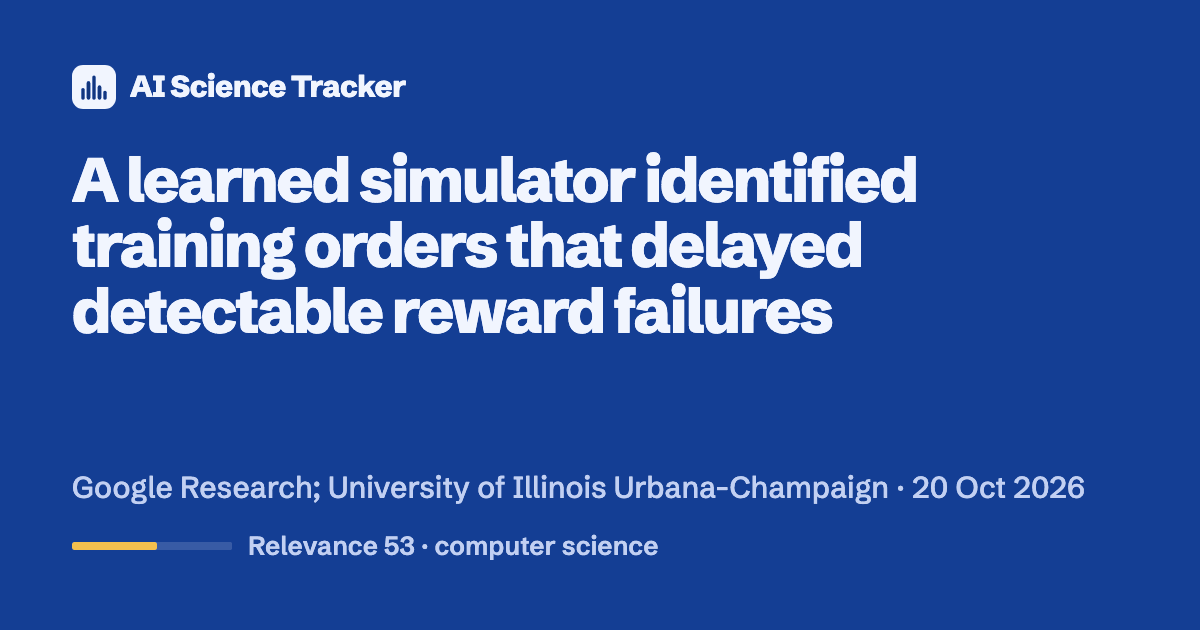 AI Science Tracker
A learned simulator identified
training orders that delayed
detectable reward failures
Google Research; University of Illinois Urbana-Champaign · 20 Oct 2026
Relevance 53 · computer science